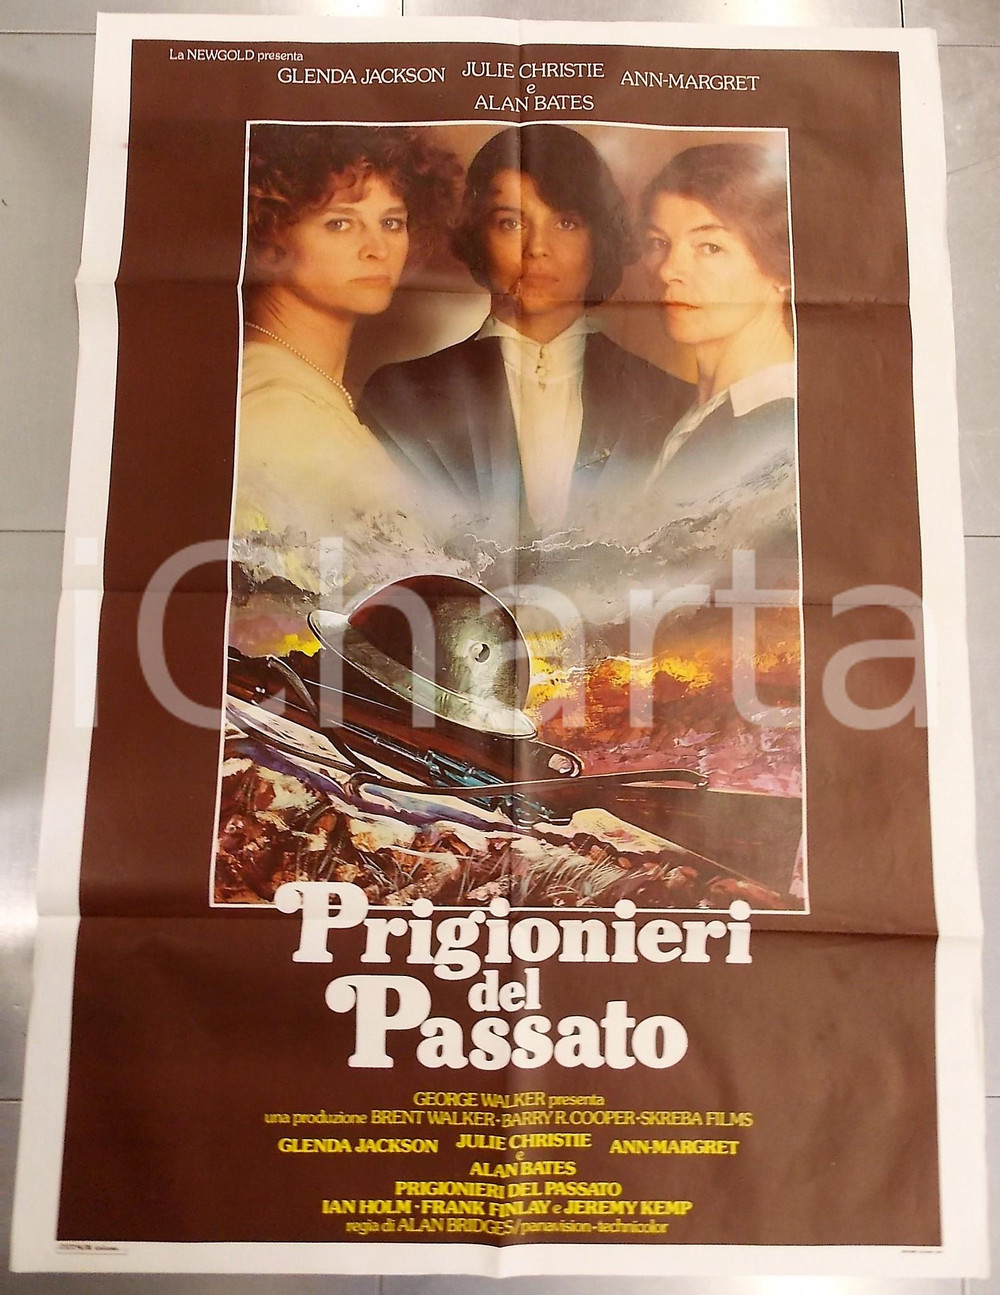 La NEWGOLD presenta
GLENDA JACKSON JULIE CHRISTIE ANN-MARGRET
e
ALAN BATES
iCharta
Prigionieri
del
Passato
GEORGE WALKER presenta
una produzione BRENT WALKER-BARRY R. COOPER-SKREBA FILMS
GLENDA JACKSON JULIE CHRISTIE ANN-MARGRET
e
ALAN BATES
PRIGIONIERI DEL PASSATO
IAN HOLM-FRANK FINLAY e JEREMY KEMP
regia di ALAN BRIDGES/panavision-technicolor